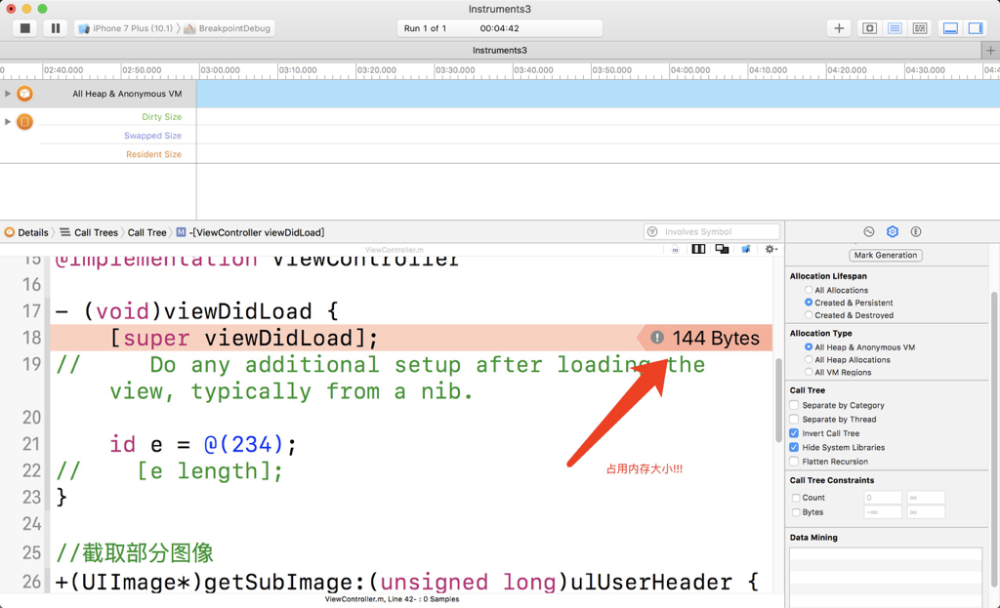 Instruments3
iPhone 7 Plus (10.1) 〉 BreakpointDebug
Run 1 of 1 00:04:42
Instruments3
0 02:40.000 02:50.000 03:00.000 03:10.000 03:20.000 03:30.000 03:40.000 03:50.000 04:00.000 04:10.000 04:20.000 04:30.000 04:4
All Heap & Anonymous VM
Dirty Size
Swapped Size
Resident Size
Details 〉 Call Trees 〉 Call Tree 〉 M -[ViewController viewDidLoad]
Involves Symbol
ViewController.m
15 @implementation ViewController
16
17 - (void)viewDidLoad {
18 [super viewDidLoad];
144 Bytes
19 // Do any additional setup after loading the
view, typically from a nib.
20
21 id e = @(234);
22 // [e length];
23 }
24
25 //截取部分图像
26 +(UIImage*)getSubImage:(unsigned long)ulUserHeader {
占用内存大小!!!
ViewController.m, Line 42- : 0 Samples
E
Mark Generation
Allocation Lifespan
All Allocations
Created & Persistent
Created & Destroyed
Allocation Type
All Heap & Anonymous VM
All Heap Allocations
All VM Regions
Call Tree
Separate by Category
Separate by Thread
Invert Call Tree
Hide System Libraries
Flatten Recursion
Call Tree Constraints
Count 0 ∞
Bytes -∞ ∞
Data Mining